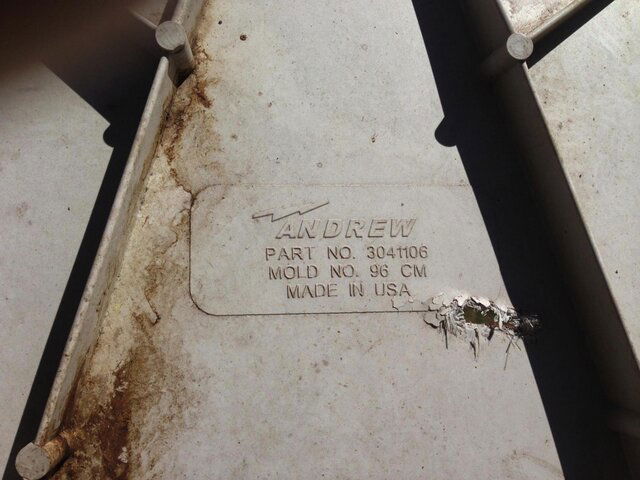 ANDREW
PART NO. 3041106
MOLD NO. 96 CM
MADE IN USA